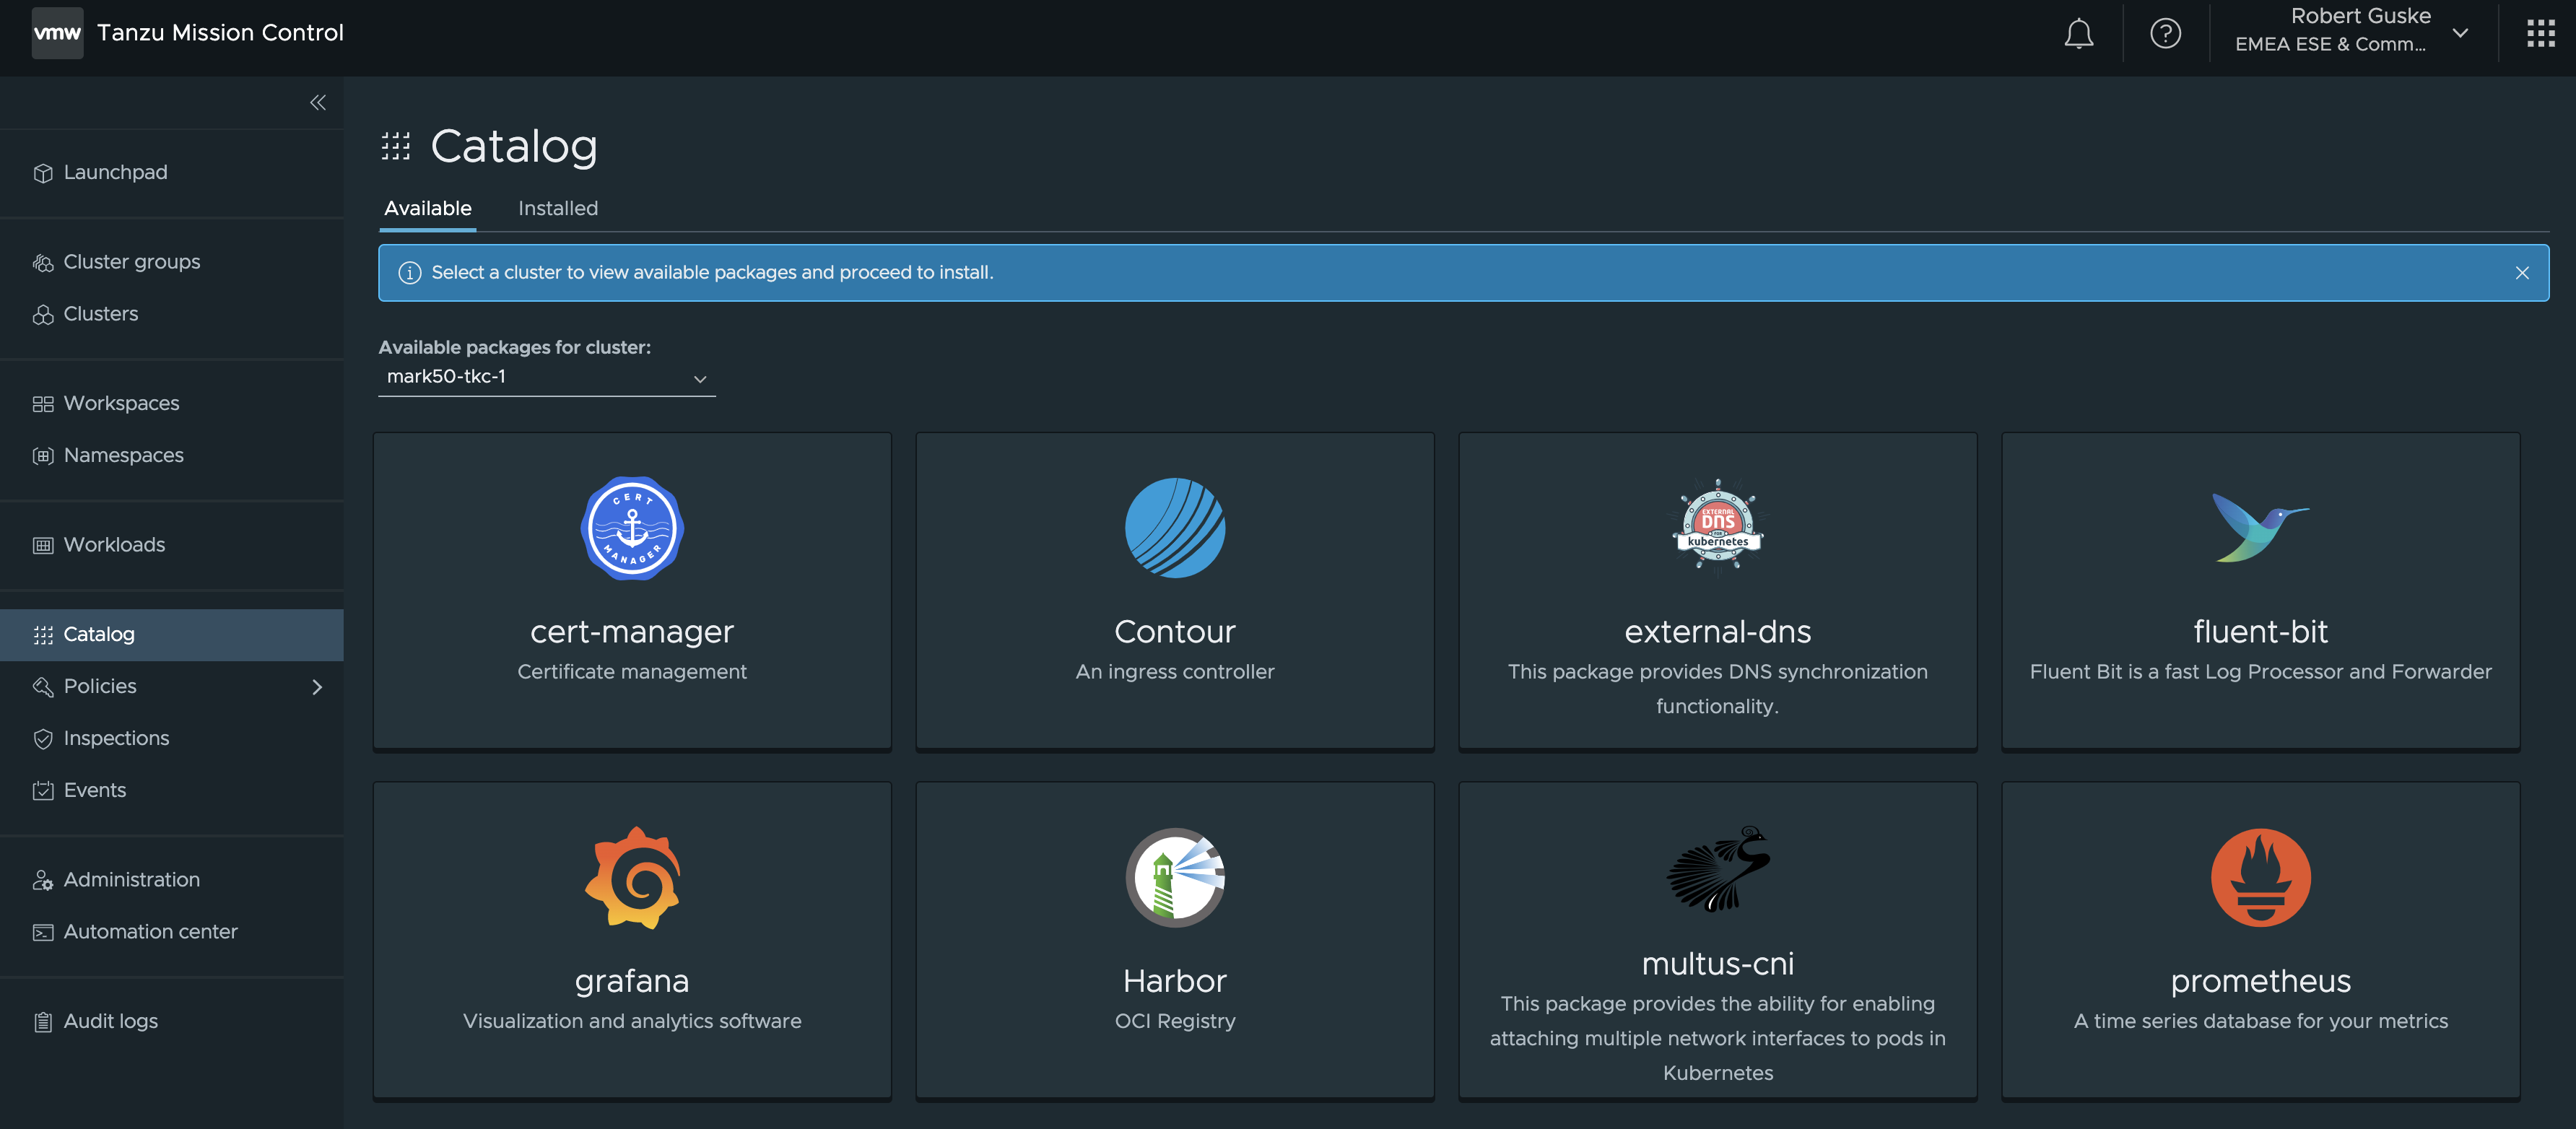 vmw Tanzu Mission Control
Robert Guske
EMEA ESE & Comm...
Launchpad
Cluster groups
Clusters
Workspaces
Namespaces
Workloads
Catalog
Policies
Inspections
Events
Administration
Automation center
Audit logs
Catalog
Available Installed
Select a cluster to view available packages and proceed to install.
Available packages for cluster:
mark50-tkc-1
CERT
MANAGER
cert-manager
Certificate management
Contour
An ingress controller
EXTERNAL
DNS
FOR
kubernetes
external-dns
This package provides DNS synchronization
functionality.
fluent-bit
Fluent Bit is a fast Log Processor and Forwarder
grafana
Visualization and analytics software
Harbor
OCI Registry
multus-cni
This package provides the ability for enabling
attaching multiple network interfaces to pods in
Kubernetes
prometheus
A time series database for your metrics